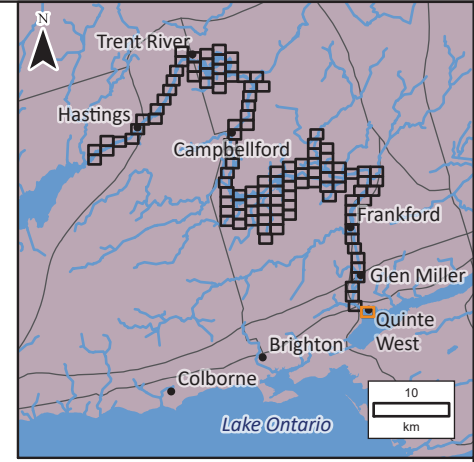 N
Trent River
Hastings
Campbellford
Frankford
Glen Miller
Quinte
West
Brighton
Colborne
Lake Ontario
10
km